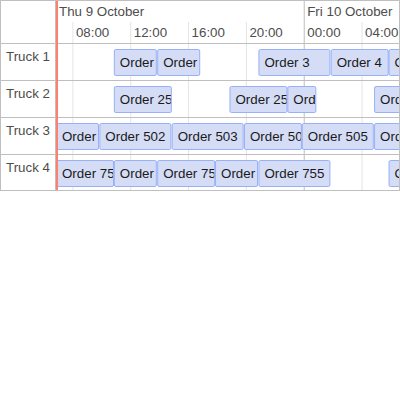 Thu 9 October Fri 10 October
08:00 12:00 16:00 20:00 00:00 04:00
Truck 1 Order Order Order 3 Order 4
Truck 2 Order 25 Order 25 Ord Ord
Truck 3 Order Order 502 Order 503 Order 50 Order 505 Ord
Truck 4 Order 75 Order Order 75 Order Order 755